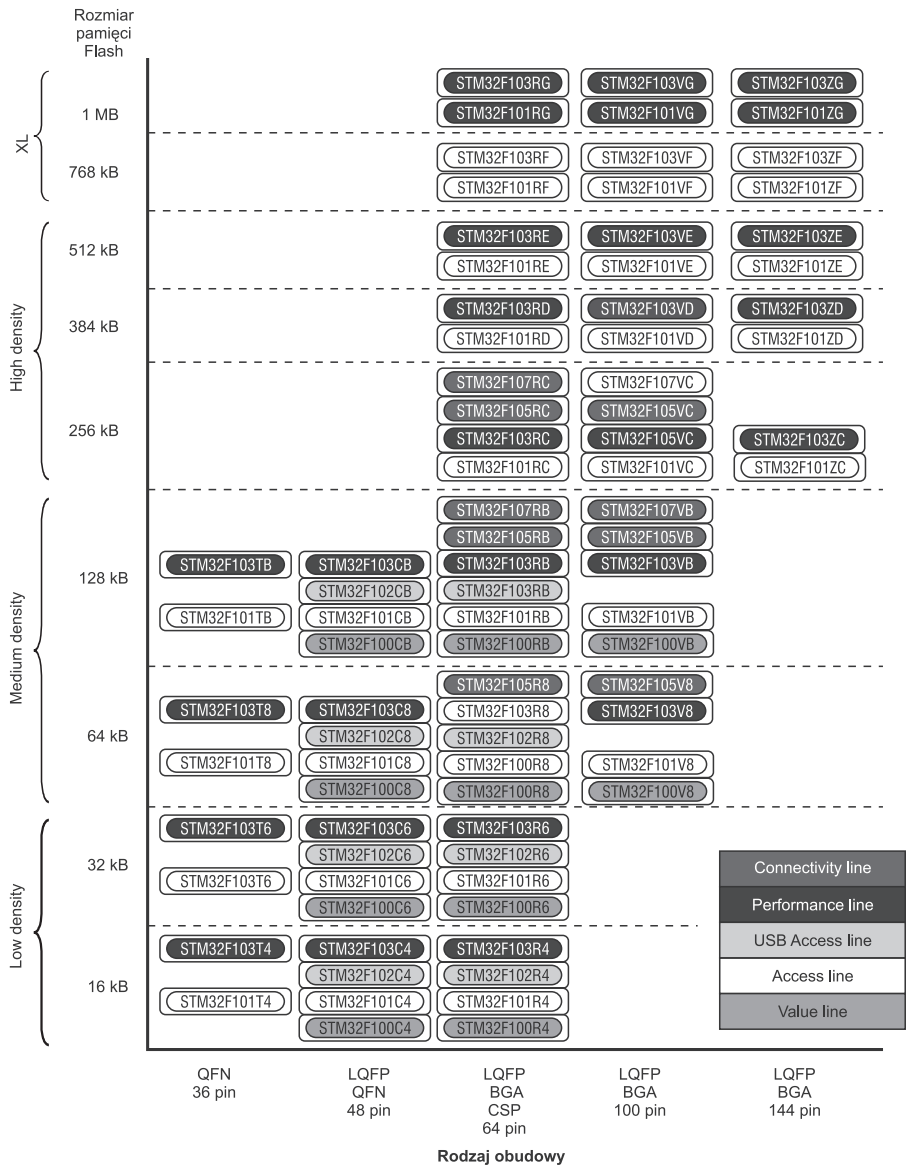 Rozmiar
pamięci
Flash
XL
1 MB
STM32F103RG STM32F103VG STM32F103ZG
STM32F101RG STM32F101VG STM32F101ZG
768 kB
STM32F103RF STM32F103VF STM32F103ZF
STM32F101RF STM32F101VF STM32F101ZF
High density
512 kB
STM32F103RE STM32F103VE STM32F103ZE
STM32F101RE STM32F101VE STM32F101ZE
384 kB
STM32F103RD STM32F103VD STM32F103ZD
STM32F101RD STM32F101VD STM32F101ZD
256 kB
STM32F107RC STM32F107VC
STM32F105RC STM32F105VC
STM32F103RC STM32F105VC STM32F103ZC
STM32F101RC STM32F101VC STM32F101ZC
Medium density
128 kB
STM32F107RB STM32F107VB
STM32F105RB STM32F105VB
STM32F103TB STM32F103CB STM32F103RB STM32F103VB
STM32F102CB STM32F103RB
STM32F101TB STM32F101CB STM32F101RB STM32F101VB
STM32F100CB STM32F100RB STM32F100VB
64 kB
STM32F105R8 STM32F105V8
STM32F103T8 STM32F103C8 STM32F103R8 STM32F103V8
STM32F102C8 STM32F102R8
STM32F101T8 STM32F101C8 STM32F100R8 STM32F101V8
STM32F100C8 STM32F100R8 STM32F100V8
Low density
32 kB
STM32F103T6 STM32F103C6 STM32F103R6
STM32F102C6 STM32F102R6
STM32F103T6 STM32F101C6 STM32F101R6
STM32F100C6 STM32F100R6
16 kB
STM32F103T4 STM32F103C4 STM32F103R4
STM32F102C4 STM32F102R4
STM32F101T4 STM32F101C4 STM32F101R4
STM32F100C4 STM32F100R4
Connectivity line
Performance line
USB Access line
Access line
Value line
QFN
36 pin
LQFP
QFN
48 pin
LQFP
BGA
CSP
64 pin
LQFP
BGA
100 pin
LQFP
BGA
144 pin
Rodzaj obudowy